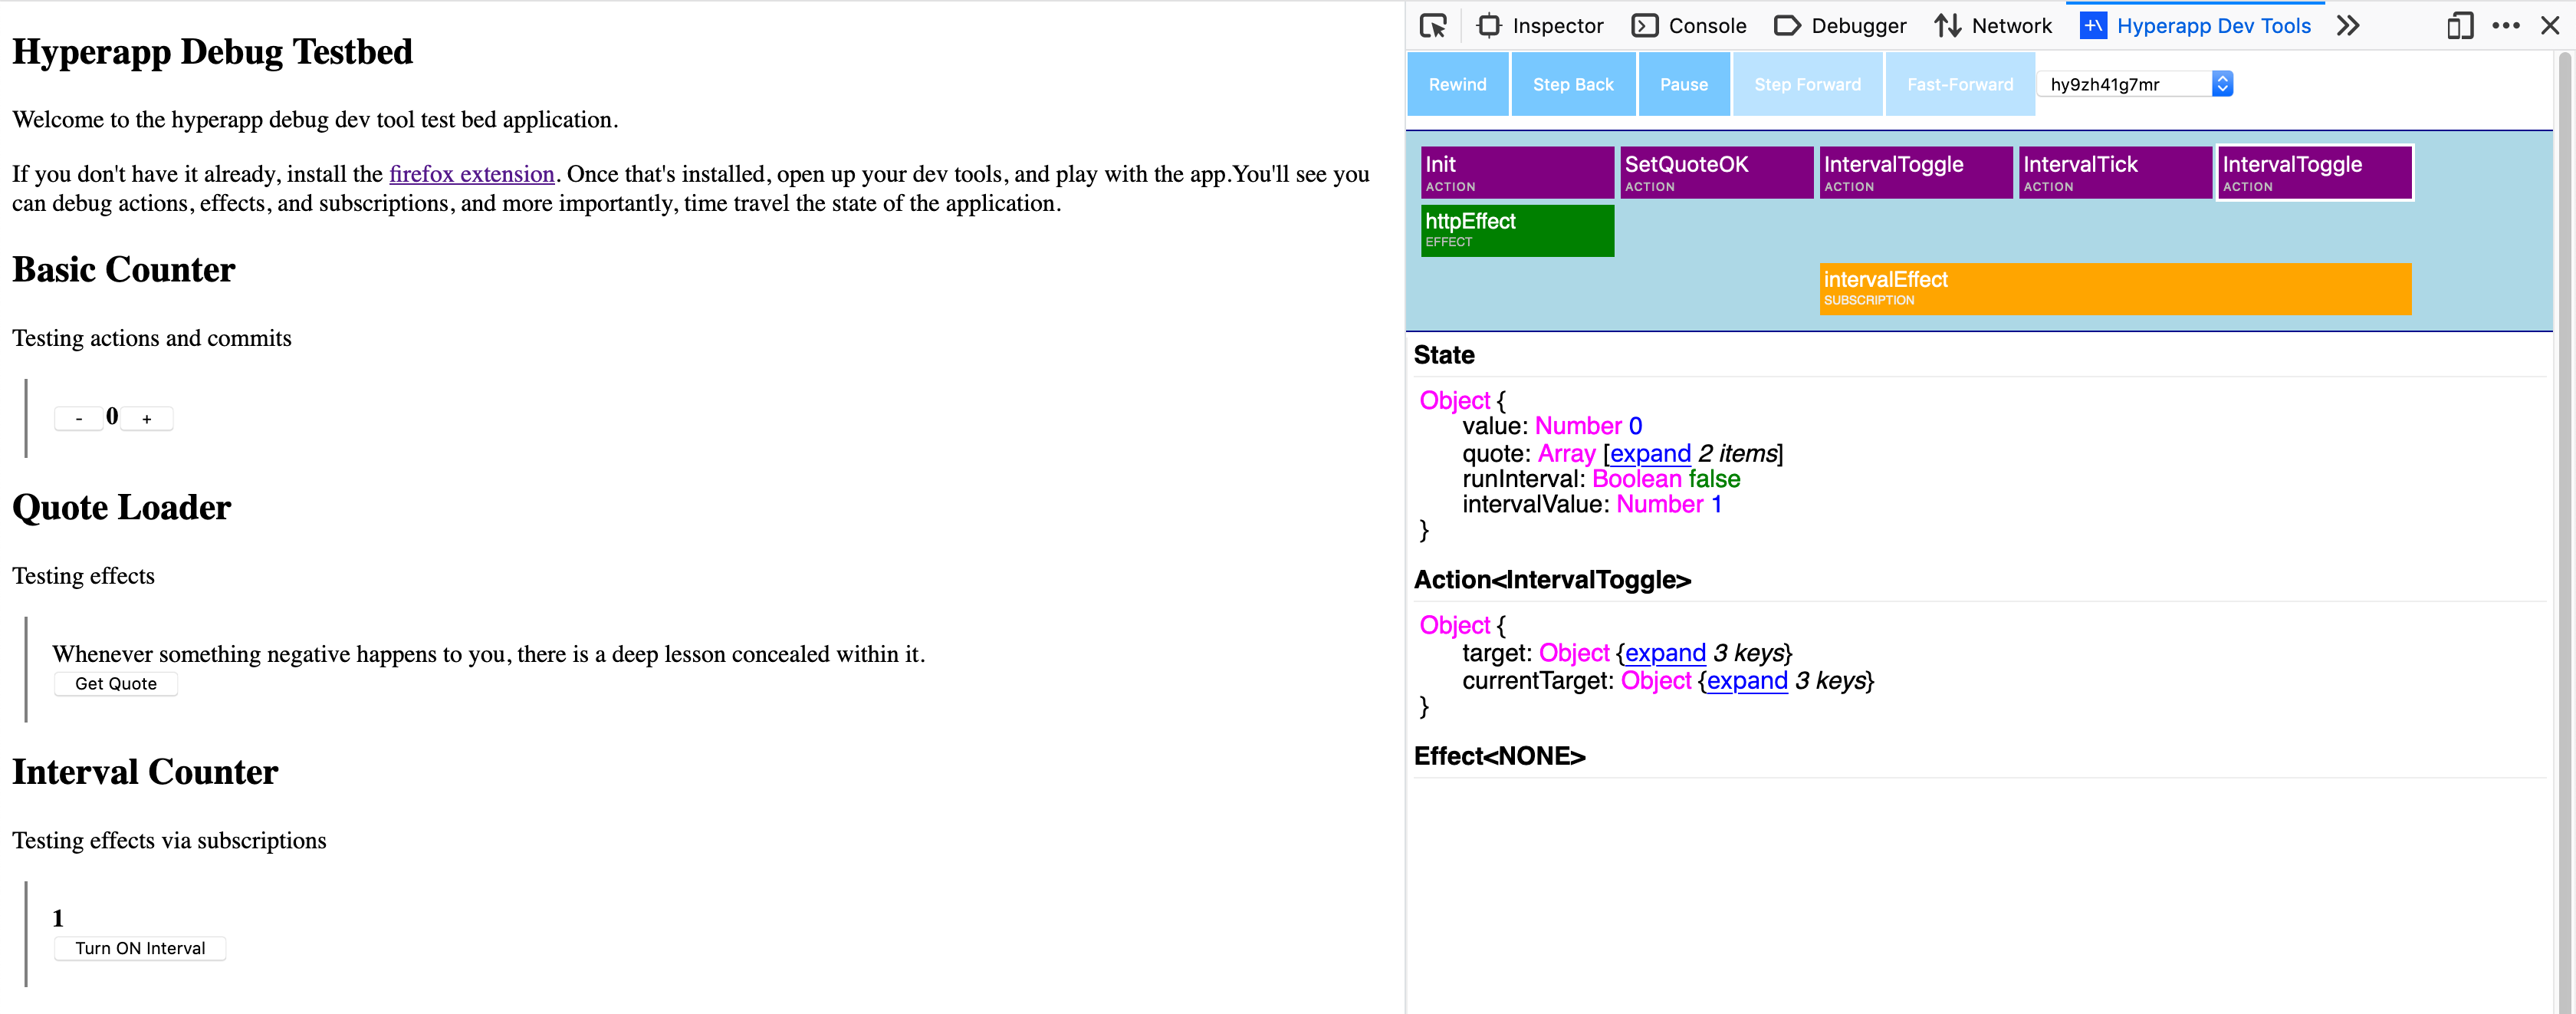 Hyperapp Debug Testbed
Welcome to the hyperapp debug dev tool test bed application.
If you don't have it already, install the firefox extension. Once that's installed, open up your dev tools, and play with the app.You'll see you
can debug actions, effects, and subscriptions, and more importantly, time travel the state of the application.
Basic Counter
Testing actions and commits
- 0 +
Quote Loader
Testing effects
Whenever something negative happens to you, there is a deep lesson concealed within it.
Get Quote
Interval Counter
Testing effects via subscriptions
1
Turn ON Interval
Inspector Console Debugger Network +\ Hyperapp Dev Tools
Rewind Step Back Pause Step Forward Fast-Forward hy9zh41g7mr
Init SetQuoteOK IntervalToggle IntervalTick IntervalToggle
ACTION ACTION ACTION ACTION ACTION
httpEffect
EFFECT
intervalEffect
SUBSCRIPTION
State
Object {
value: Number 0
quote: Array [expand 2 items]
runInterval: Boolean false
intervalValue: Number 1
}
Action<IntervalToggle>
Object {
target: Object {expand 3 keys}
currentTarget: Object {expand 3 keys}
}
Effect<NONE>